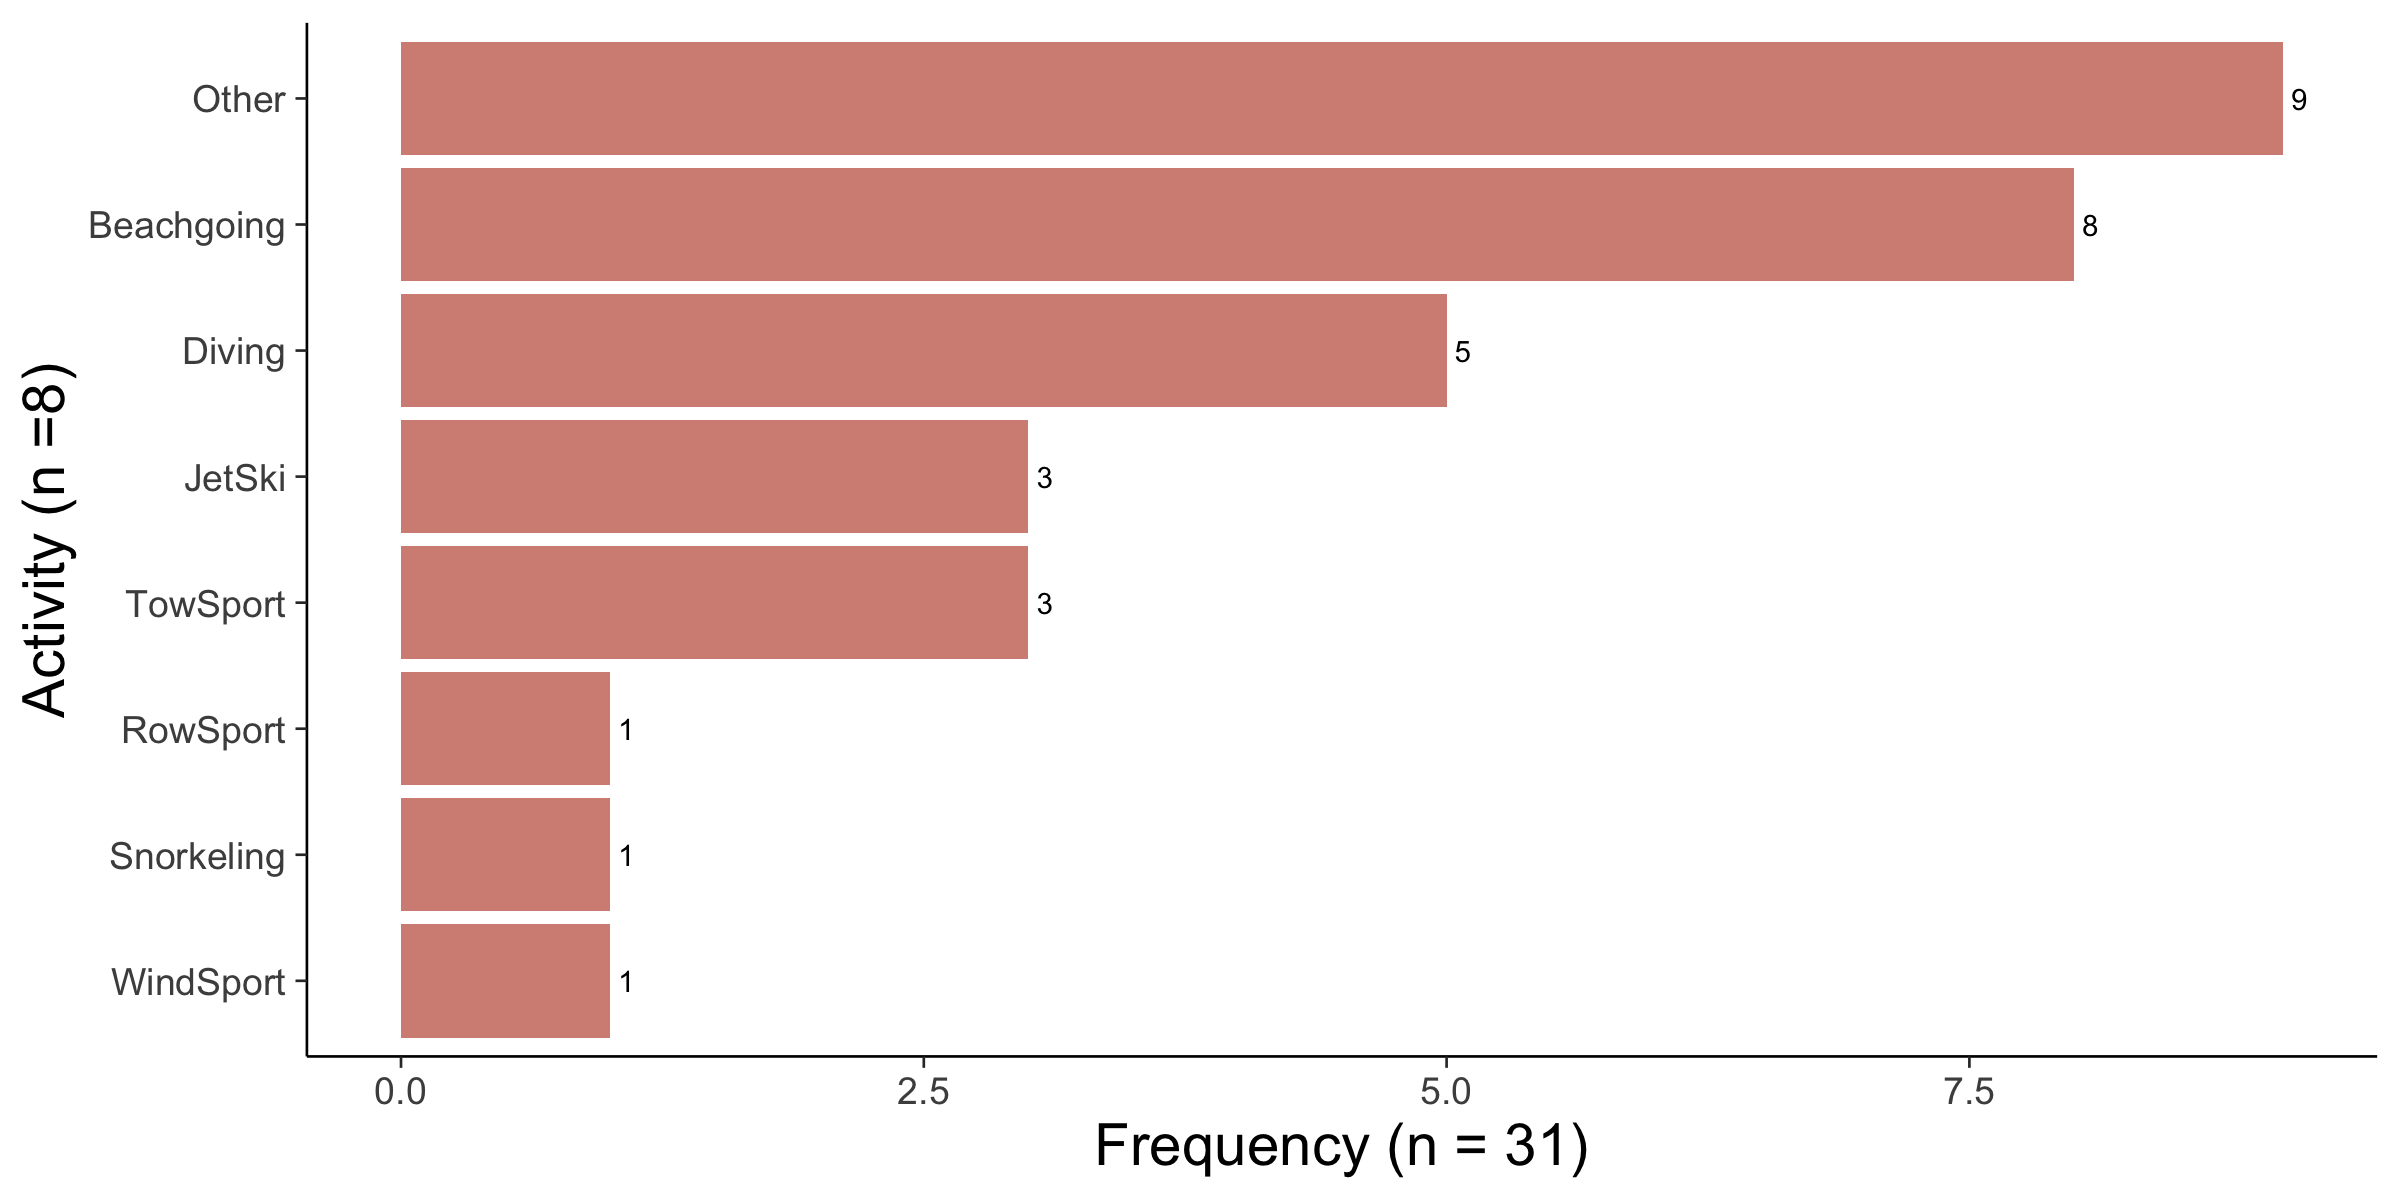 Activity (n =8)
Other
9
Beachgoing
8
Diving
5
JetSki
3
TowSport
3
RowSport
1
Snorkeling
1
WindSport
1
0.0
2.5
5.0
7.5
Frequency (n = 31)